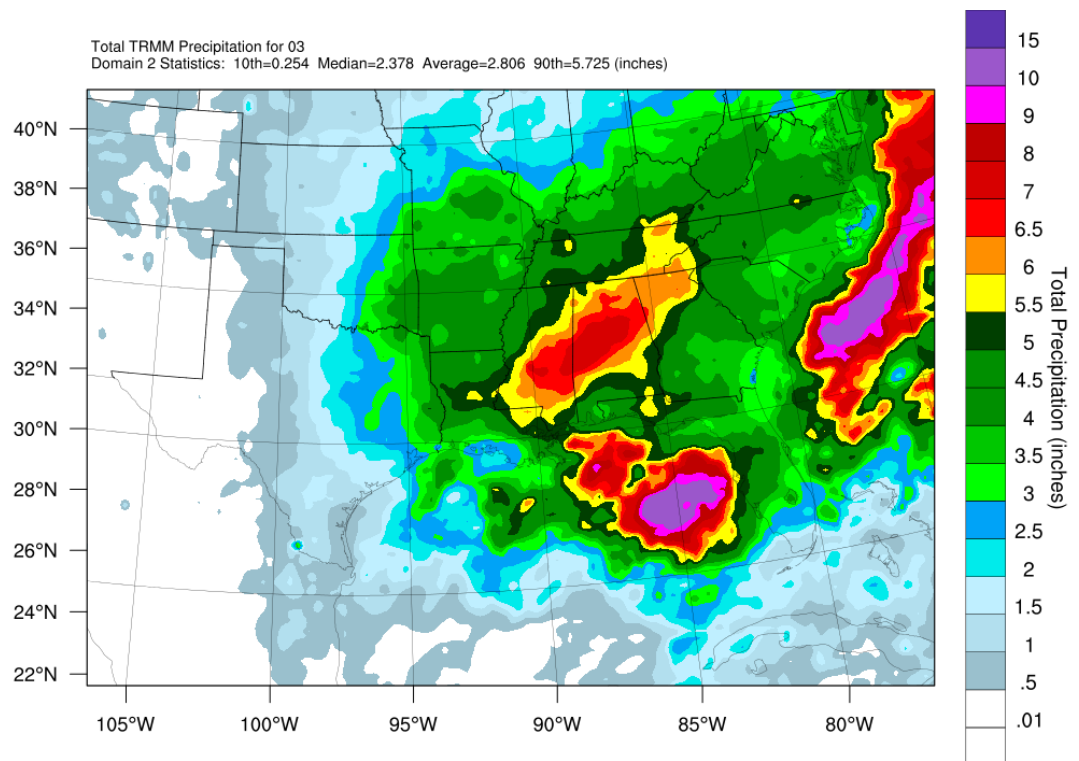 Total TRMM Precipitation for 03
Domain 2 Statistics: 10th=0.254 Median=2.378 Average=2.806 90th=5.725 (inches)
40°N
38°N
36°N
34°N
32°N
30°N
28°N
26°N
24°N
22°N
105°W
100°W
95°W
90°W
85°W
80°W
15
10
9
8
7
6.5
6
5.5
5
4.5
4
3.5
3
2.5
2
1.5
1
.5
.01
Total Precipitation (inches)